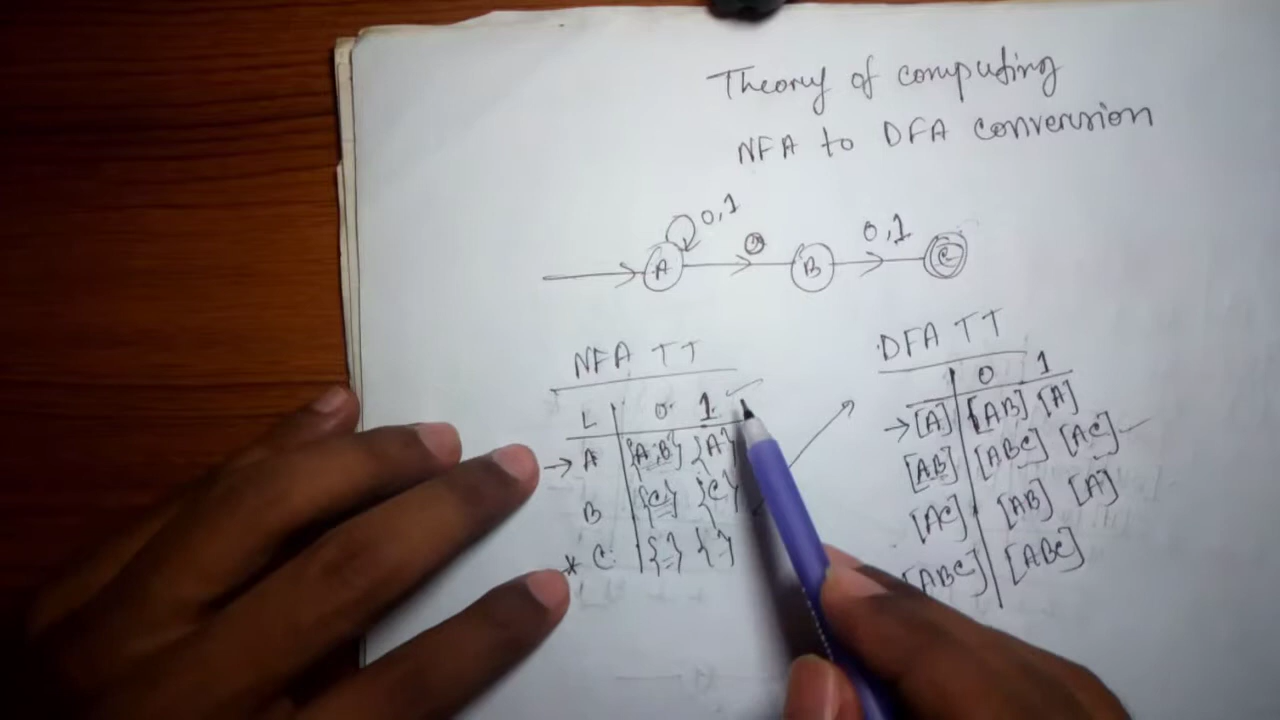 Theory of computing
NFA to DFA conversion
0,1
0,1
A
B
C
NFA TT
L 0 1
→ A {A,B} {A}
B {C} {C}
* C {} {}
DFA TT
0 1
→ [A] [AB] [A]
[AB] [ABC] [AC]
[AC] [AB] [A]
[ABC] [ABC]